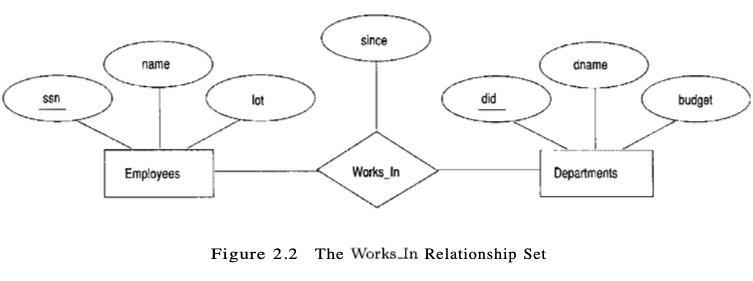 since
name
dname
ssn
lot
did
budget
Employees
Works_In
Departments
Figure 2.2 The Works_In Relationship Set